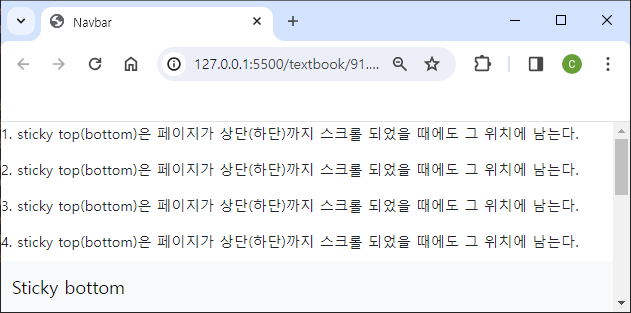 Navbar
127.0.0.1:5500/textbook/91....
C
1. sticky top(bottom)은 페이지가 상단(하단)까지 스크롤 되었을 때에도 그 위치에 남는다.
2. sticky top(bottom)은 페이지가 상단(하단)까지 스크롤 되었을 때에도 그 위치에 남는다.
3. sticky top(bottom)은 페이지가 상단(하단)까지 스크롤 되었을 때에도 그 위치에 남는다.
4. sticky top(bottom)은 페이지가 상단(하단)까지 스크롤 되었을 때에도 그 위치에 남는다.
Sticky bottom